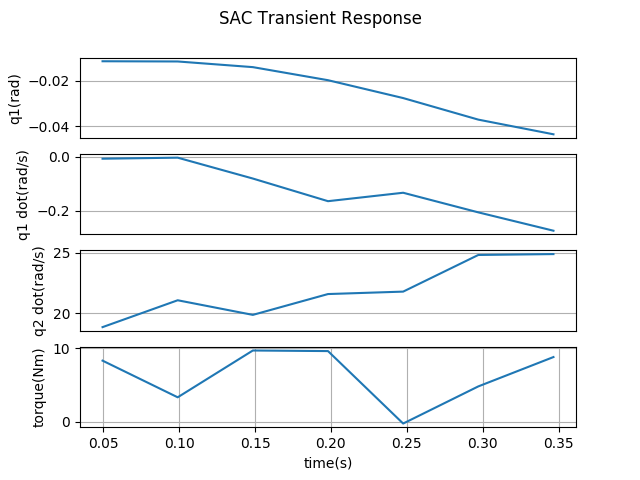 SAC Transient Response
q1(rad)
−0.02
−0.04
q1 dot(rad/s)
0.0
−0.2
q2 dot(rad/s)
25
20
torque(Nm)
10
0
0.05 0.10 0.15 0.20 0.25 0.30 0.35
time(s)